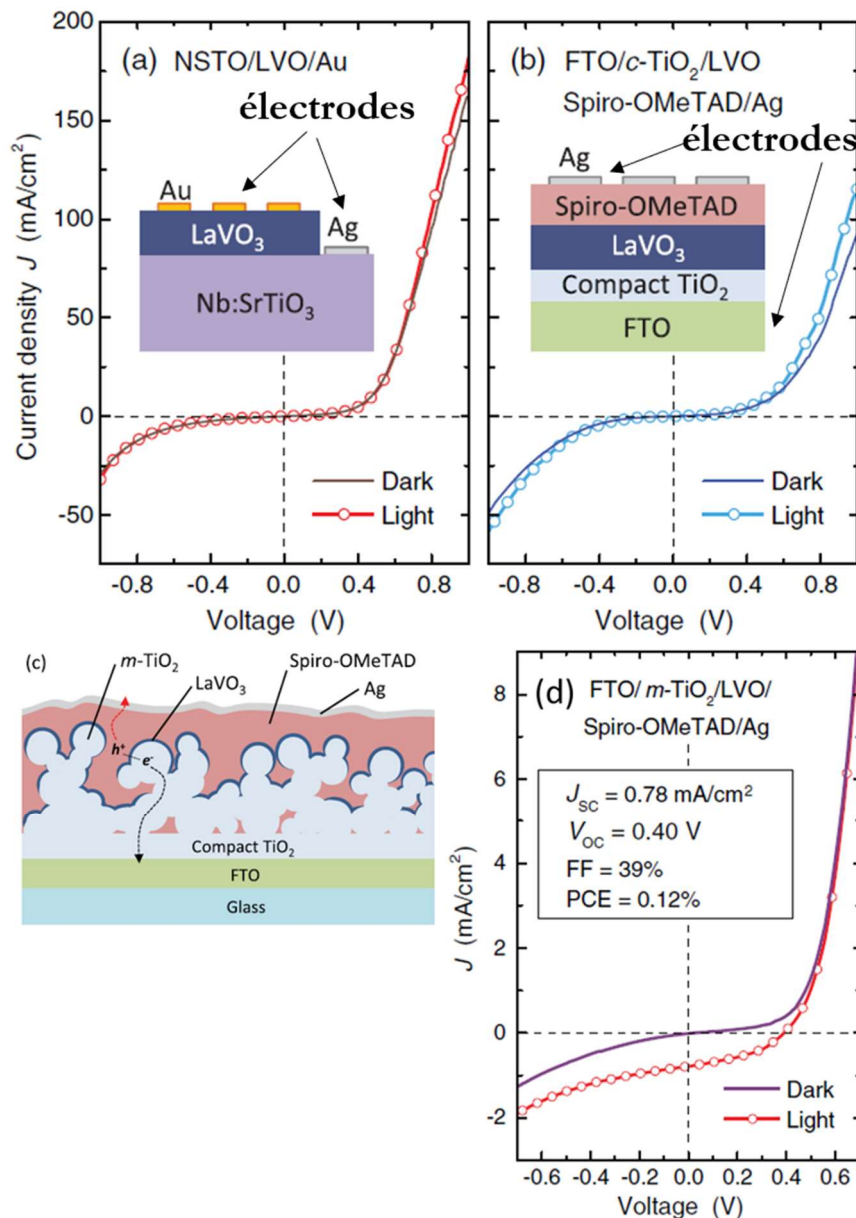 (a) NSTO/LVO/Au
électrodes
Au
Ag
LaVO₃
Nb:SrTiO₃
Dark
Light
200
150
100
50
0
-50
Current density J (mA/cm²)
-0.8 -0.4 0.0 0.4 0.8
Voltage (V)
(b) FTO/c-TiO₂/LVO
Spiro-OMeTAD/Ag
électrodes
Ag
Spiro-OMeTAD
LaVO₃
Compact TiO₂
FTO
Dark
Light
-0.8 -0.4 0.0 0.4 0.8
Voltage (V)
(c)
m-TiO₂
LaVO₃
Spiro-OMeTAD
Ag
h⁺
e⁻
Compact TiO₂
FTO
Glass
(d) FTO/m-TiO₂/LVO/
Spiro-OMeTAD/Ag
J_SC = 0.78 mA/cm²
V_OC = 0.40 V
FF = 39%
PCE = 0.12%
Dark
Light
8
6
4
2
0
-2
J (mA/cm²)
-0.6 -0.4 -0.2 0.0 0.2 0.4 0.6
Voltage (V)